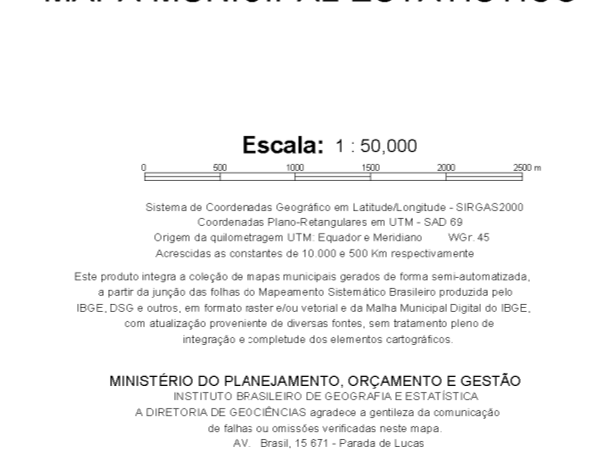 MAPA MUNICIPAL ESTATÍSTICO
Escala: 1 : 50,000
0 500 1000 1500 2000 2500 m
Sistema de Coordenadas Geográfico em Latitude/Longitude - SIRGAS2000
Coordenadas Plano-Retangulares em UTM - SAD 69
Origem da quilometragem UTM: Equador e Meridiano WGr. 45
Acrescidas as constantes de 10.000 e 500 Km respectivamente
Este produto integra a coleção de mapas municipais gerados de forma semi-automatizada,
a partir da junção das folhas do Mapeamento Sistemático Brasileiro produzida pelo
IBGE, DSG e outros, em formato raster e/ou vetorial e da Malha Municipal Digital do IBGE,
com atualização proveniente de diversas fontes, sem tratamento pleno de
integração e completude dos elementos cartográficos.
MINISTÉRIO DO PLANEJAMENTO, ORÇAMENTO E GESTÃO
INSTITUTO BRASILEIRO DE GEOGRAFIA E ESTATÍSTICA
A DIRETORIA DE GEOCIÊNCIAS agradece a gentileza da comunicação
de falhas ou omissões verificadas neste mapa.
AV. Brasil, 15 671 - Parada de Lucas